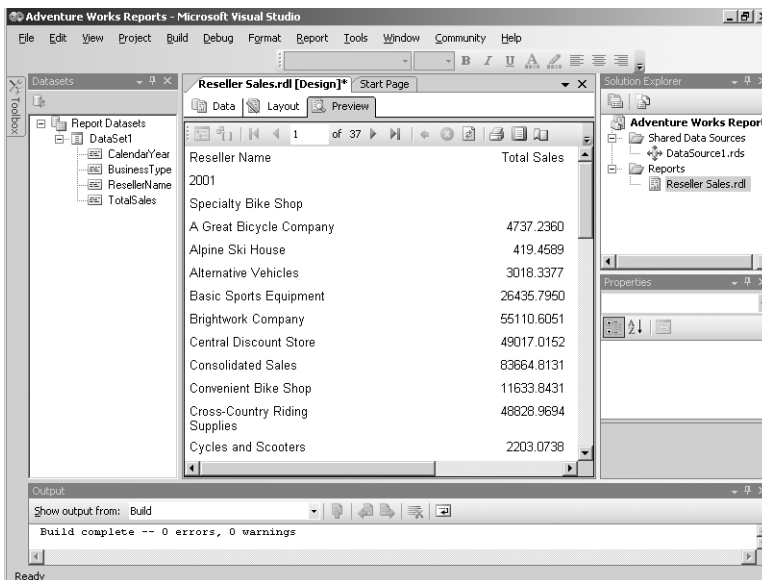 Adventure Works Reports - Microsoft Visual Studio
File Edit View Project Build Debug Format Report Tools Window Community Help
B I U A
Toolbox
Datasets
Report Datasets
DataSet1
CalendarYear
BusinessType
ResellerName
TotalSales
Reseller Sales.rdl [Design]* Start Page
Data Layout Preview
1 of 37
Reseller Name Total Sales
2001
Specialty Bike Shop
A Great Bicycle Company 4737.2360
Alpine Ski House 419.4589
Alternative Vehicles 3018.3377
Basic Sports Equipment 26435.7950
Brightwork Company 55110.6051
Central Discount Store 49017.0152
Consolidated Sales 83664.8131
Convenient Bike Shop 11633.8431
Cross-Country Riding 48828.9694
Supplies
Cycles and Scooters 2203.0738
Solution Explorer
Adventure Works Report
Shared Data Sources
DataSource1.rds
Reports
Reseller Sales.rdl
Properties
Output
Show output from: Build
Build complete -- 0 errors, 0 warnings
Ready